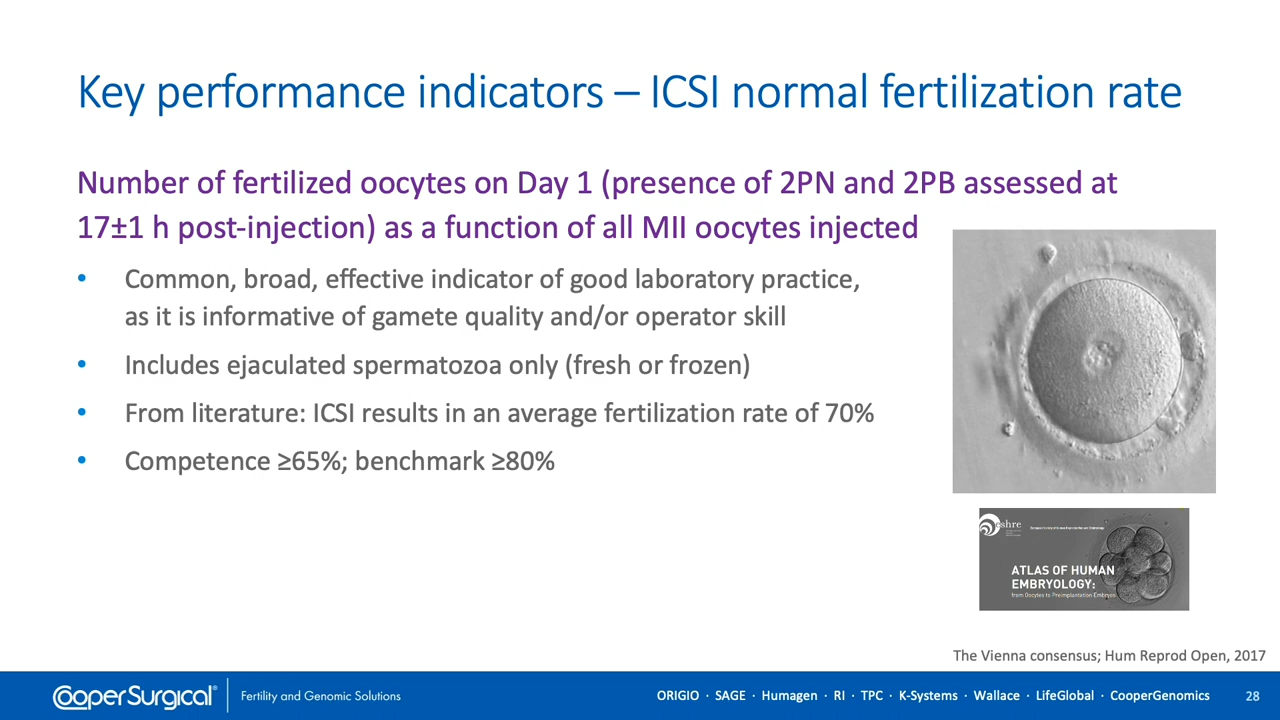 Key performance indicators – ICSI normal fertilization rate
Number of fertilized oocytes on Day 1 (presence of 2PN and 2PB assessed at
17±1 h post-injection) as a function of all MII oocytes injected
• Common, broad, effective indicator of good laboratory practice,
as it is informative of gamete quality and/or operator skill
• Includes ejaculated spermatozoa only (fresh or frozen)
• From literature: ICSI results in an average fertilization rate of 70%
• Competence ≥65%; benchmark ≥80%
eshre
ATLAS OF HUMAN
EMBRYOLOGY:
from Oocytes to Preimplantation Embryos
The Vienna consensus; Hum Reprod Open, 2017
CooperSurgical® Fertility and Genomic Solutions
ORIGIO · SAGE · Humagen · RI · TPC · K-Systems · Wallace · LifeGlobal · CooperGenomics
28